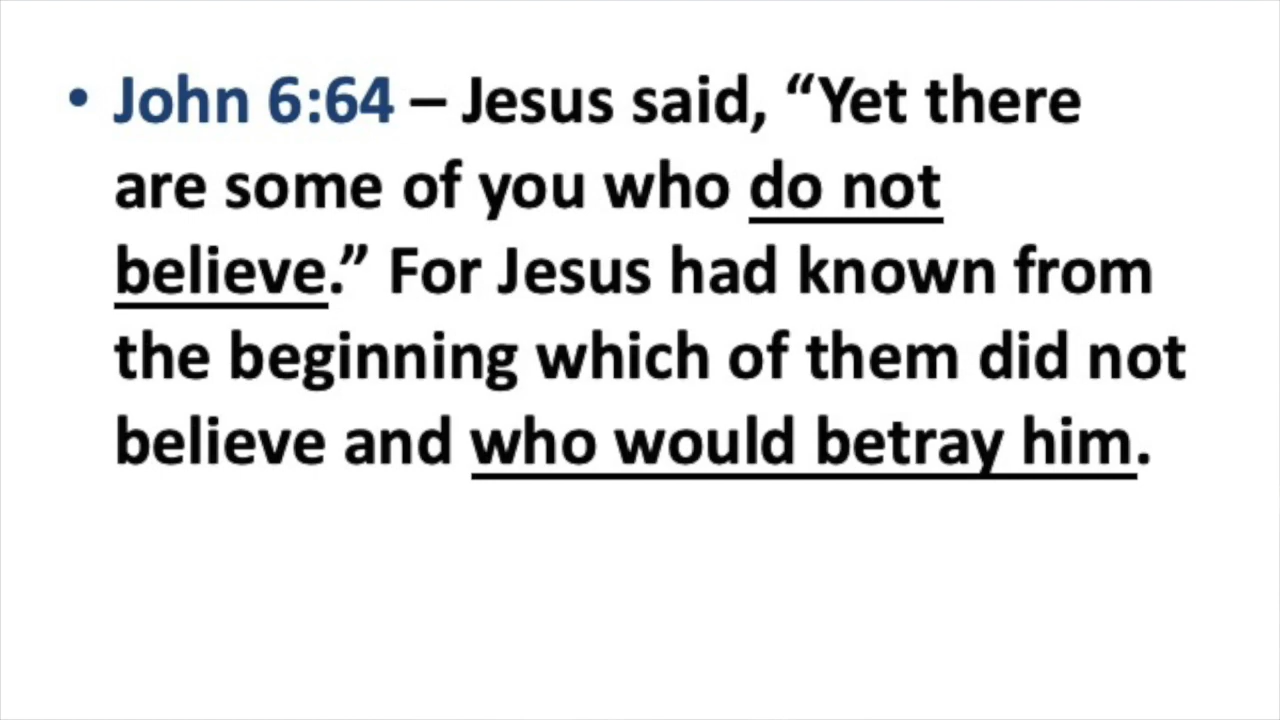 • John 6:64 – Jesus said, “Yet there
are some of you who do not
believe.” For Jesus had known from
the beginning which of them did not
believe and who would betray him.